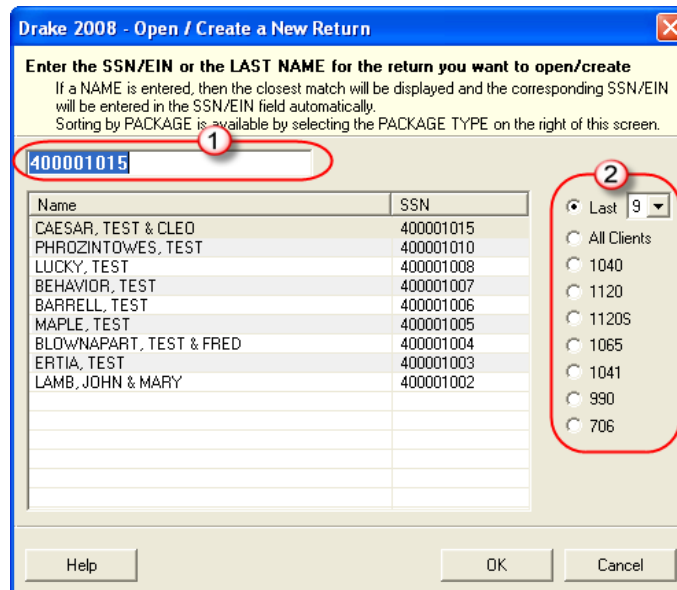 Drake 2008 - Open / Create a New Return
Enter the SSN/EIN or the LAST NAME for the return you want to open/create
If a NAME is entered, then the closest match will be displayed and the corresponding SSN/EIN
will be entered in the SSN/EIN field automatically.
Sorting by PACKAGE is available by selecting the PACKAGE TYPE on the right of this screen.
1
400001015
2
Name SSN
CAESAR, TEST & CLEO 400001015
PHROZINTOWES, TEST 400001010
LUCKY, TEST 400001008
BEHAVIOR, TEST 400001007
BARRELL, TEST 400001006
MAPLE, TEST 400001005
BLOWNAPART, TEST & FRED 400001004
ERTIA, TEST 400001003
LAMB, JOHN & MARY 400001002
Last 9
All Clients
1040
1120
1120S
1065
1041
990
706
Help OK Cancel